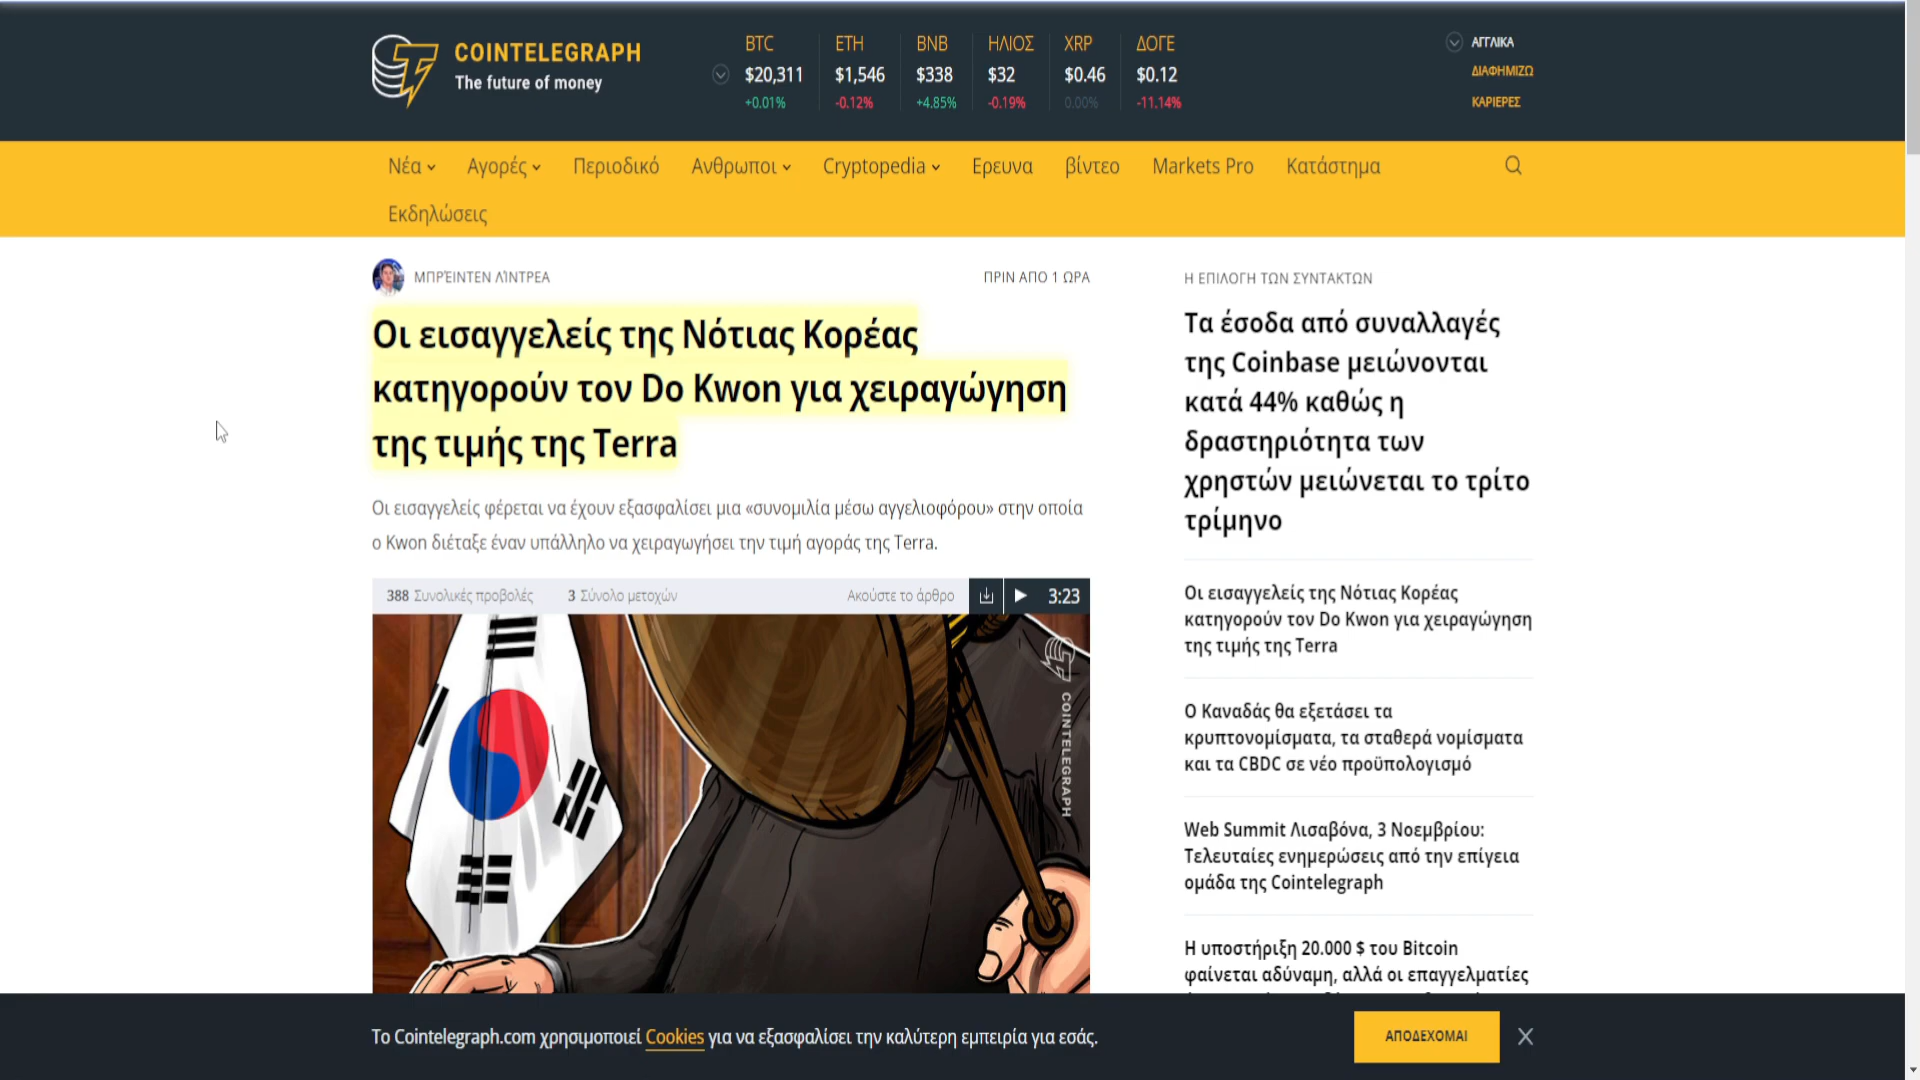 COINTELEGRAPH
The future of money
BTC
$20,311
+0.01%
ETH
$1,546
-0.12%
BNB
$338
+4.85%
ΗΛΙΟΣ
$32
-0.19%
XRP
$0.46
0.00%
ΔΟΓΕ
$0.12
-11.14%
ΑΓΓΛΙΚΑ
ΔΙΑΦΗΜΙΖΩ
ΚΑΡΙΕΡΕΣ
Νέα
Αγορές
Περιοδικό
Ανθρωποι
Cryptopedia
Ερευνα
βίντεο
Markets Pro
Κατάστημα
Εκδηλώσεις
ΜΠΡΈΙΝΤΕΝ ΛΊΝΤΡΕΑ
ΠΡΙΝ ΑΠΟ 1 ΩΡΑ
Οι εισαγγελείς της Νότιας Κορέας
κατηγορούν τον Do Kwon για χειραγώγηση
της τιμής της Terra
Οι εισαγγελείς φέρεται να έχουν εξασφαλίσει μια «συνομιλία μέσω αγγελιοφόρου» στην οποία
ο Kwon διέταξε έναν υπάλληλο να χειραγωγήσει την τιμή αγοράς της Terra.
388 Συνολικές προβολές
3 Σύνολο μετοχών
Ακούστε το άρθρο
3:23
COINTELEGRAPH
Η ΕΠΙΛΟΓΗ ΤΩΝ ΣΥΝΤΑΚΤΩΝ
Τα έσοδα από συναλλαγές
της Coinbase μειώνονται
κατά 44% καθώς η
δραστηριότητα των
χρηστών μειώνεται το τρίτο
τρίμηνο
Οι εισαγγελείς της Νότιας Κορέας
κατηγορούν τον Do Kwon για χειραγώγηση
της τιμής της Terra
Ο Καναδάς θα εξετάσει τα
κρυπτονομίσματα, τα σταθερά νομίσματα
και τα CBDC σε νέο προϋπολογισμό
Web Summit Λισαβόνα, 3 Νοεμβρίου:
Τελευταίες ενημερώσεις από την επίγεια
ομάδα της Cointelegraph
Η υποστήριξη 20.000 $ του Bitcoin
φαίνεται αδύναμη, αλλά οι επαγγελματίες
Το Cointelegraph.com χρησιμοποιεί Cookies για να εξασφαλίσει την καλύτερη εμπειρία για εσάς.
ΑΠΟΔΕΧΟΜΑΙ